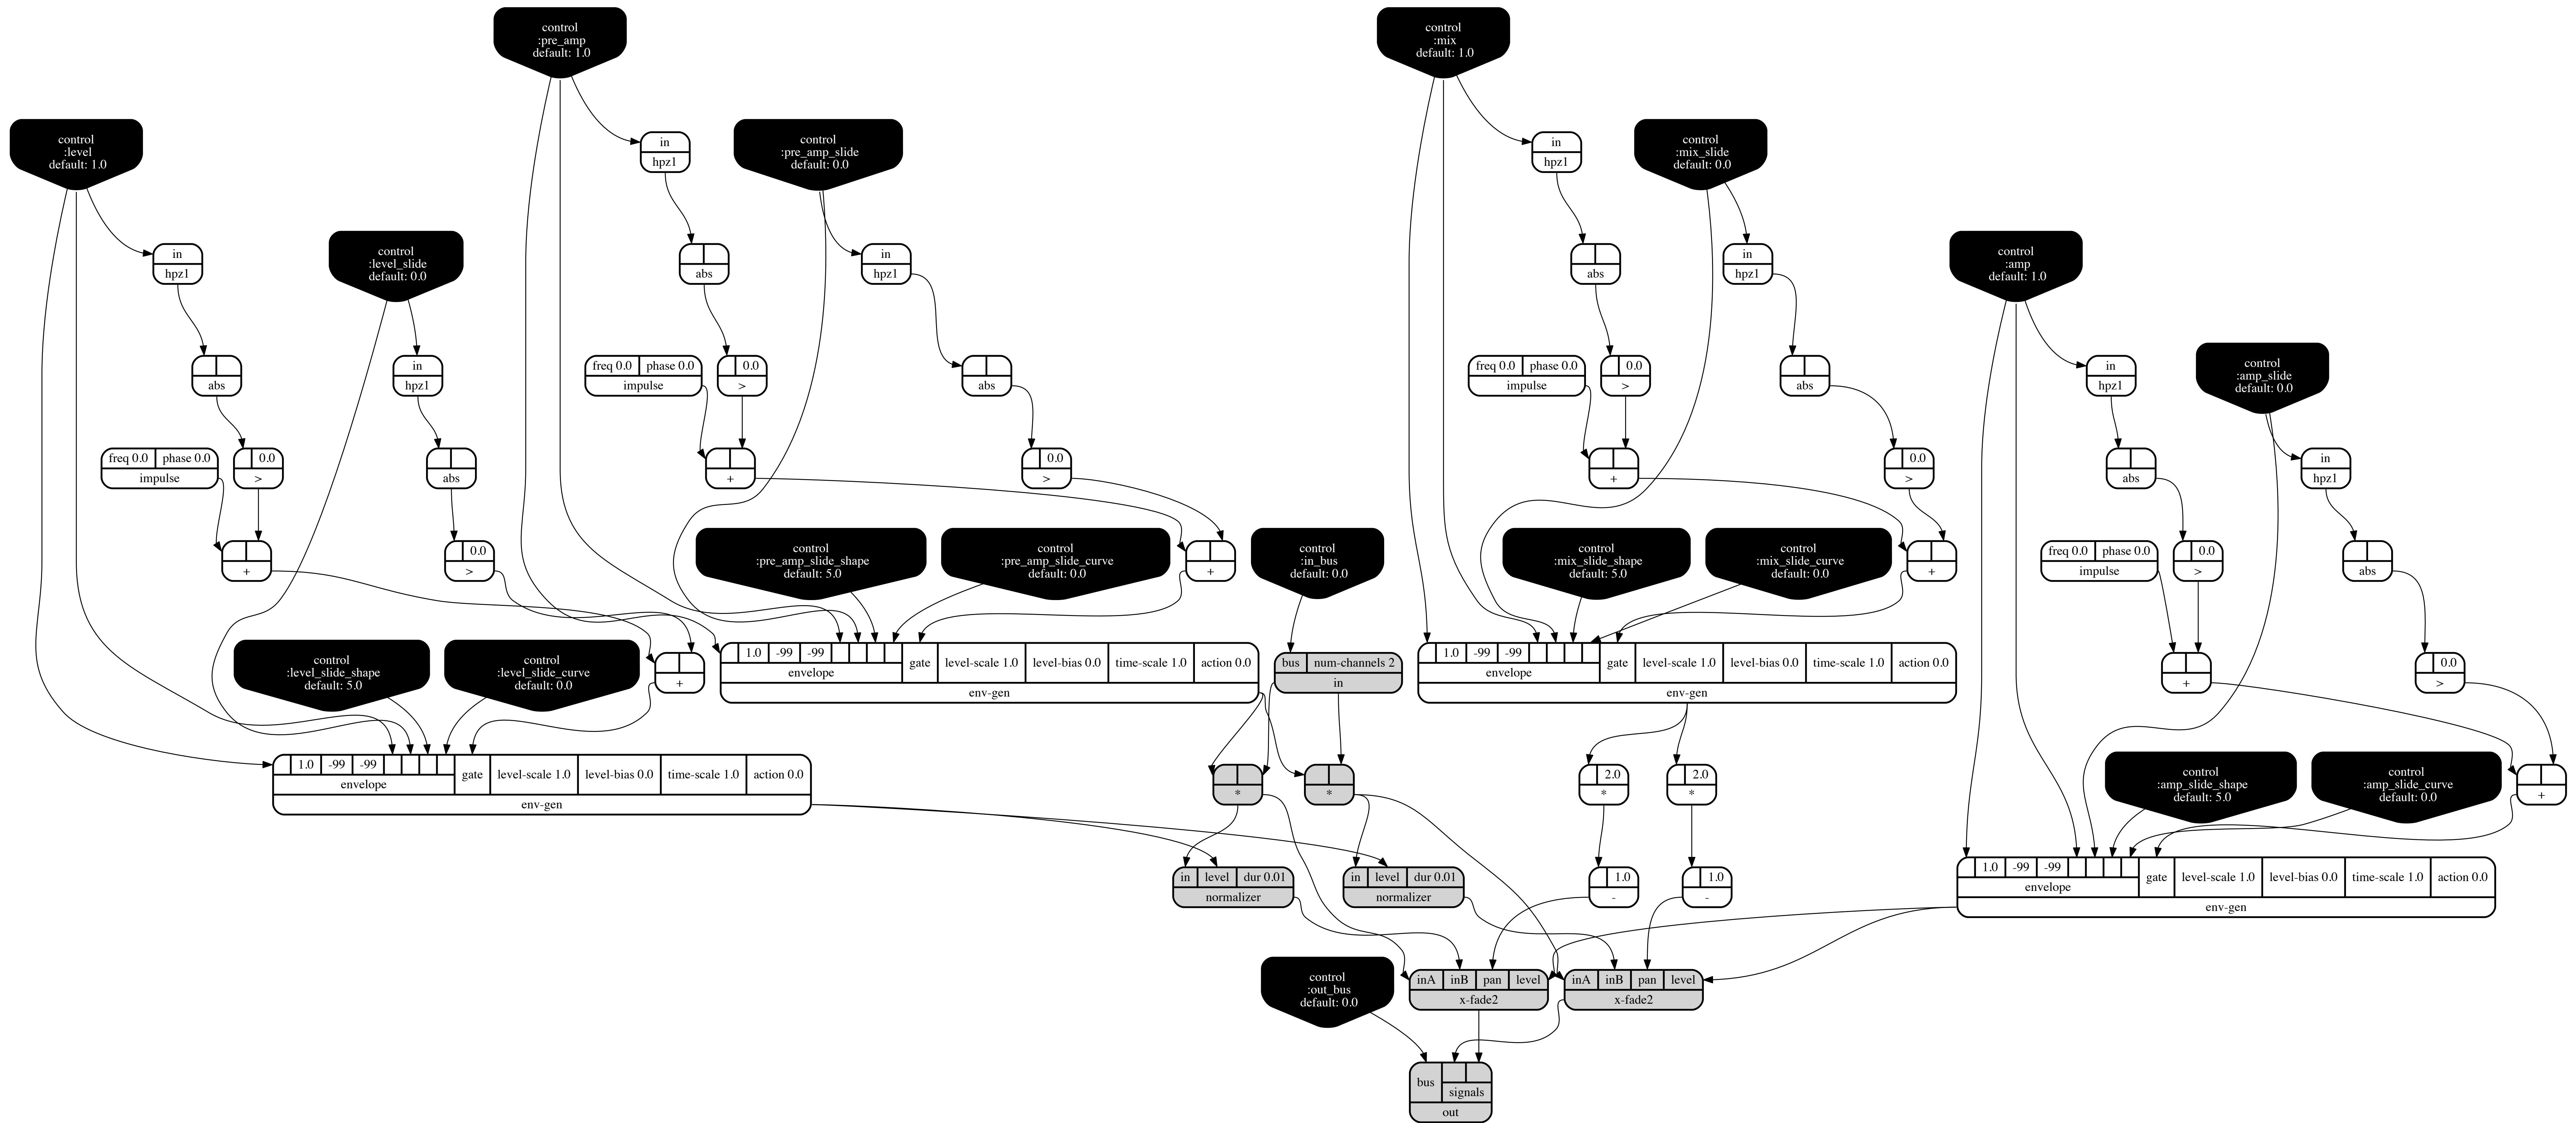 control
:pre_amp
default: 1.0
control
:mix
default: 1.0
control
:level
default: 1.0
in
hpz1
control
:pre_amp_slide
default: 0.0
in
hpz1
control
:mix_slide
default: 0.0
in
hpz1
control
:level_slide
default: 0.0
abs
in
hpz1
abs
in
hpz1
control
:amp
default: 1.0
abs
in
hpz1
freq 0.0 phase 0.0
impulse
0.0
>
abs
freq 0.0 phase 0.0
impulse
0.0
>
abs
in
hpz1
control
:amp_slide
default: 0.0
freq 0.0 phase 0.0
impulse
0.0
>
abs
+
0.0
>
+
0.0
>
abs
in
hpz1
+
0.0
>
control
:pre_amp_slide_shape
default: 5.0
control
:pre_amp_slide_curve
default: 0.0
+
control
:in_bus
default: 0.0
control
:mix_slide_shape
default: 5.0
control
:mix_slide_curve
default: 0.0
+
freq 0.0 phase 0.0
impulse
0.0
>
abs
control
:level_slide_shape
default: 5.0
control
:level_slide_curve
default: 0.0
+
1.0 -99 -99
envelope
gate level-scale 1.0 level-bias 0.0 time-scale 1.0 action 0.0
env-gen
bus num-channels 2
in
1.0 -99 -99
envelope
gate level-scale 1.0 level-bias 0.0 time-scale 1.0 action 0.0
env-gen
+
0.0
>
1.0 -99 -99
envelope
gate level-scale 1.0 level-bias 0.0 time-scale 1.0 action 0.0
env-gen
*
*
2.0
*
2.0
*
control
:amp_slide_shape
default: 5.0
control
:amp_slide_curve
default: 0.0
+
in level dur 0.01
normalizer
in level dur 0.01
normalizer
1.0
-
1.0
-
1.0 -99 -99
envelope
gate level-scale 1.0 level-bias 0.0 time-scale 1.0 action 0.0
env-gen
control
:out_bus
default: 0.0
inA inB pan level
x-fade2
inA inB pan level
x-fade2
bus
signals
out